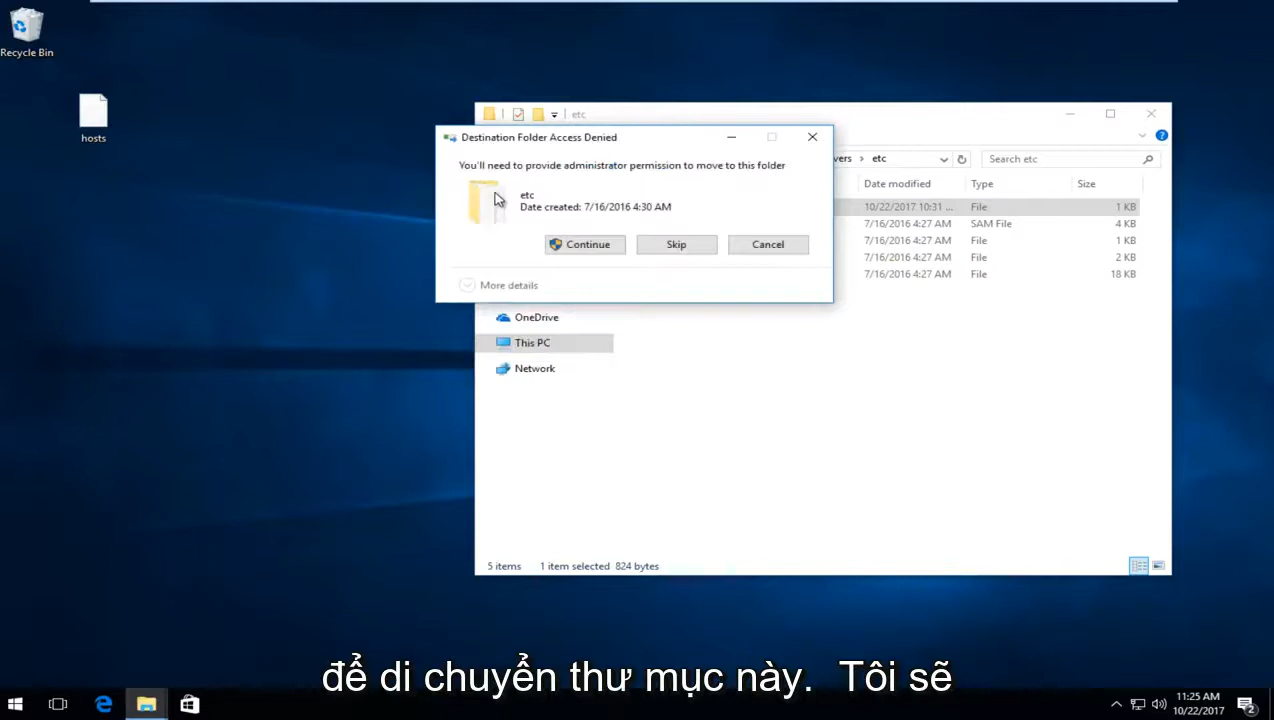 Recycle Bin
hosts
etc
Destination Folder Access Denied
You'll need to provide administrator permission to move to this folder
etc
Date created: 7/16/2016 4:30 AM
Continue
Skip
Cancel
More details
vers > etc
Search etc
Date modified
Type
Size
10/22/2017 10:31 ...
File
1 KB
7/16/2016 4:27 AM
SAM File
4 KB
7/16/2016 4:27 AM
File
1 KB
7/16/2016 4:27 AM
File
2 KB
7/16/2016 4:27 AM
File
18 KB
OneDrive
This PC
Network
5 items
1 item selected 824 bytes
để di chuyển thư mục này. Tôi sẽ
11:25 AM
10/22/2017
2